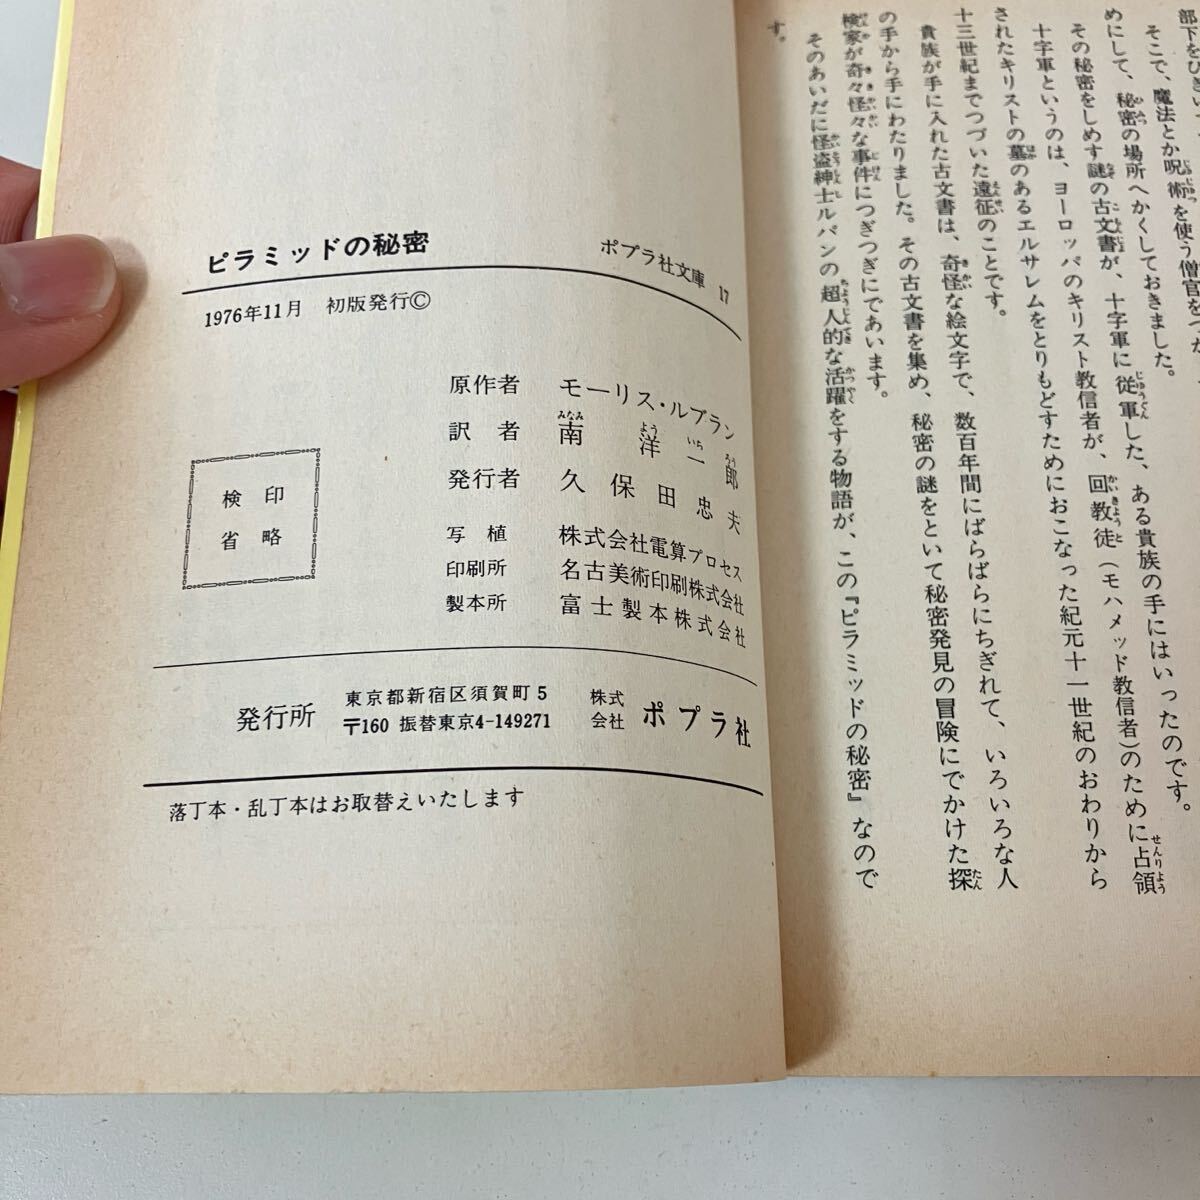 部下をひきい
そこで、魔法とか呪術を使う僧官を
めにして、秘密の場所へかくしておきました。
その秘密をしめす謎の古文書が、十字軍に従軍した、ある貴族の手にはいったのです。
十字軍というのは、ヨーロッパのキリスト教信者が、回教徒(モハメッド教信者)のために占領
されたキリストの墓のあるエルサレムをとりもどすためにおこなった紀元十一世紀のおわりから
十三世紀までつづいた遠征のことです。
貴族が手に入れた古文書は、奇怪な絵文字で、数百年間にばらばらにちぎれて、いろいろな人
の手から手にわたりました。その古文書を集め、秘密の謎をといて秘密発見の冒険にでかけた探
検家が奇々怪々な事件につぎつぎにであいます。
そのあいだに怪盗紳士ルパンの超人的な活躍をする物語が、この『ピラミッドの秘密』なので
す。
ピラミッドの秘密 ポプラ社文庫 17
1976年11月 初版発行©
原作者 モーリス・ルブラン
訳者 南 洋一郎
みなみ よういちろう
発行者 久保田忠夫
写植 株式会社電算プロセス
印刷所 名古美術印刷株式会社
製本所 富士製本株式会社
検印
省略
発行所
東京都新宿区須賀町5
〒160 振替東京4-149271
株式会社 ポプラ社
落丁本・乱丁本はお取替えいたします